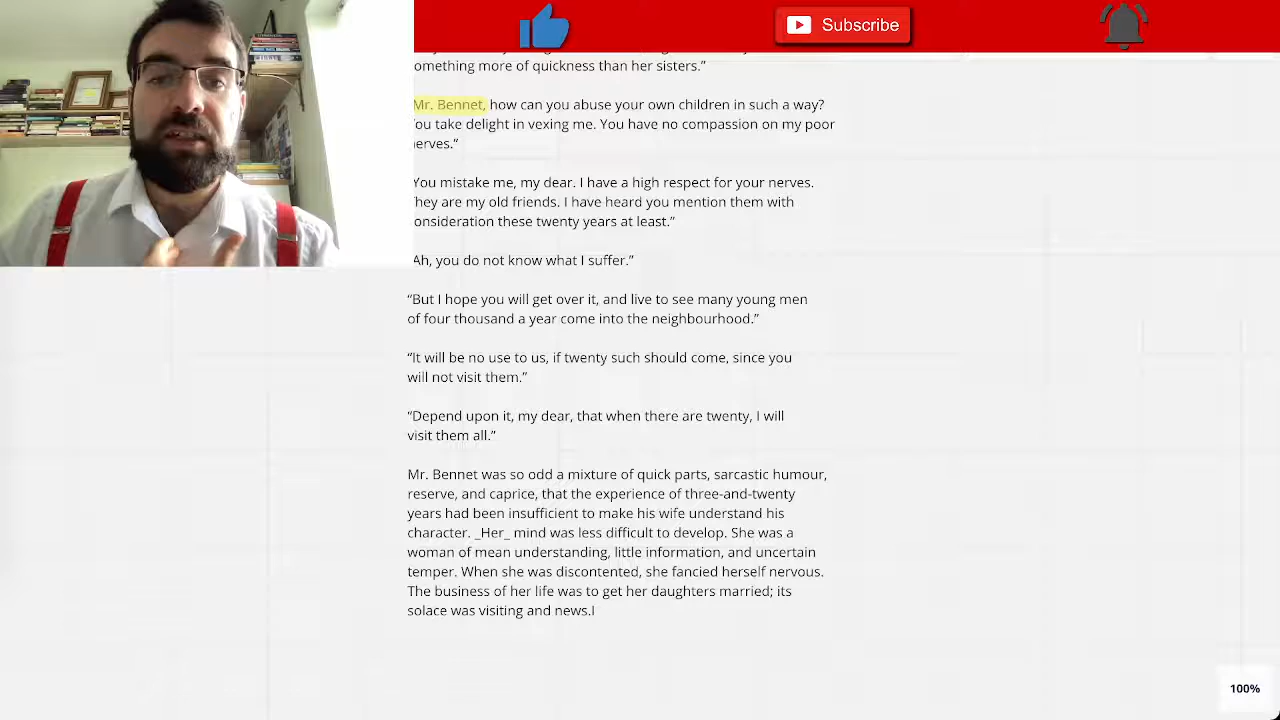 Subscribe
omething more of quickness than her sisters.”
Mr. Bennet, how can you abuse your own children in such a way?
You take delight in vexing me. You have no compassion on my poor
nerves.”
You mistake me, my dear. I have a high respect for your nerves.
They are my old friends. I have heard you mention them with
onsideration these twenty years at least.”
Ah, you do not know what I suffer.”
“But I hope you will get over it, and live to see many young men
of four thousand a year come into the neighbourhood.”
“It will be no use to us, if twenty such should come, since you
will not visit them.”
“Depend upon it, my dear, that when there are twenty, I will
visit them all.”
Mr. Bennet was so odd a mixture of quick parts, sarcastic humour,
reserve, and caprice, that the experience of three-and-twenty
years had been insufficient to make his wife understand his
character. _Her_ mind was less difficult to develop. She was a
woman of mean understanding, little information, and uncertain
temper. When she was discontented, she fancied herself nervous.
The business of her life was to get her daughters married; its
solace was visiting and news.I
100%